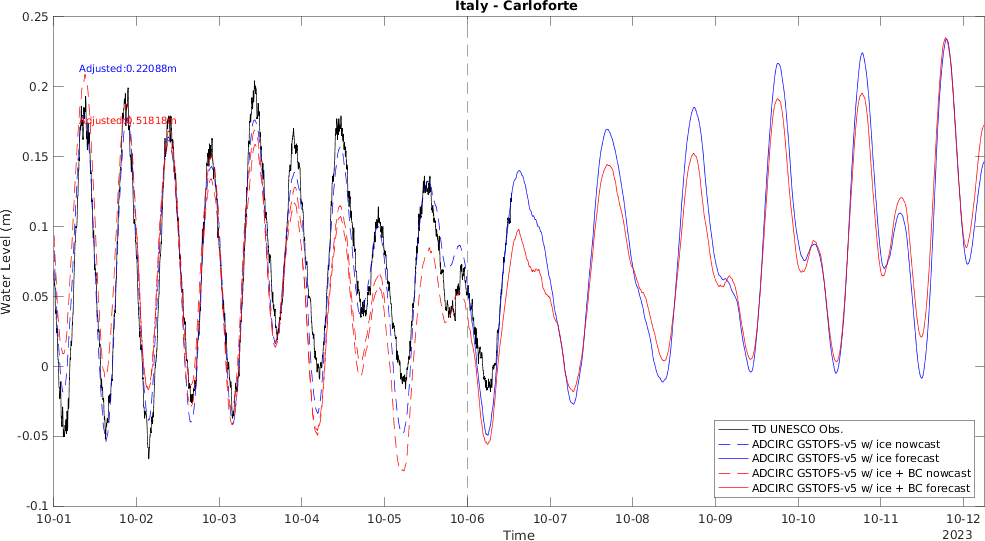 Italy - Carloforte
0.25
0.2
0.15
0.1
0.05
0
-0.05
-0.1
Water Level (m)
Adjusted:0.22088m
Adjusted:0.51818m
TD UNESCO Obs.
ADCIRC GSTOFS-v5 w/ ice nowcast
ADCIRC GSTOFS-v5 w/ ice forecast
ADCIRC GSTOFS-v5 w/ ice + BC nowcast
ADCIRC GSTOFS-v5 w/ ice + BC forecast
10-01 10-02 10-03 10-04 10-05 10-06 10-07 10-08 10-09 10-10 10-11 10-12
Time
2023